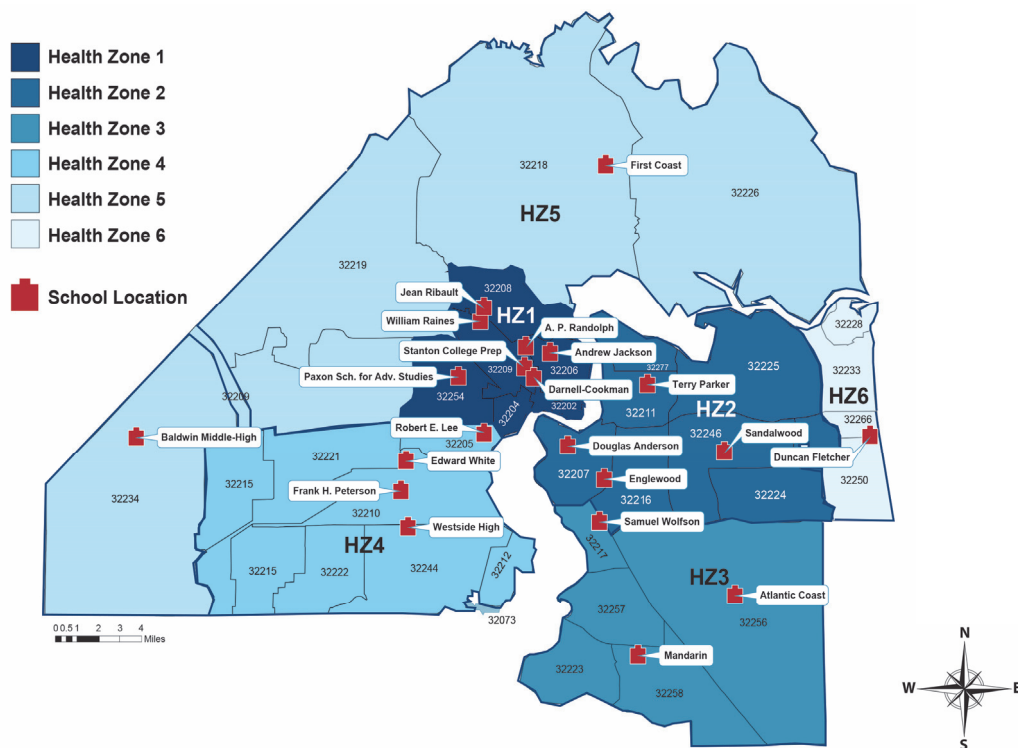 Health Zone 1
Health Zone 2
Health Zone 3
Health Zone 4
Health Zone 5
Health Zone 6
School Location
32218
First Coast
32226
HZ5
32219
32208
Jean Ribault
HZ1
William Raines
A. P. Randolph
32228
Stanton College Prep
Andrew Jackson
32209
32206
32277
32225
32233
Paxon Sch. for Adv. Studies
Darnell-Cookman
Terry Parker
32209
32254
32204
32202
32211
HZ2
HZ6
32266
Robert E. Lee
32205
Baldwin Middle-High
Douglas Anderson
32246
Sandalwood
Duncan Fletcher
32221
Edward White
32215
32207
Englewood
32250
32234
Frank H. Peterson
32216
32224
32210
Westside High
Samuel Wolfson
HZ4
32217
32215
32222
32244
32212
HZ3
Atlantic Coast
32073
32257
32256
0 0.5 1 2 3 4
Miles
Mandarin
32223
32258
N
W
E
S